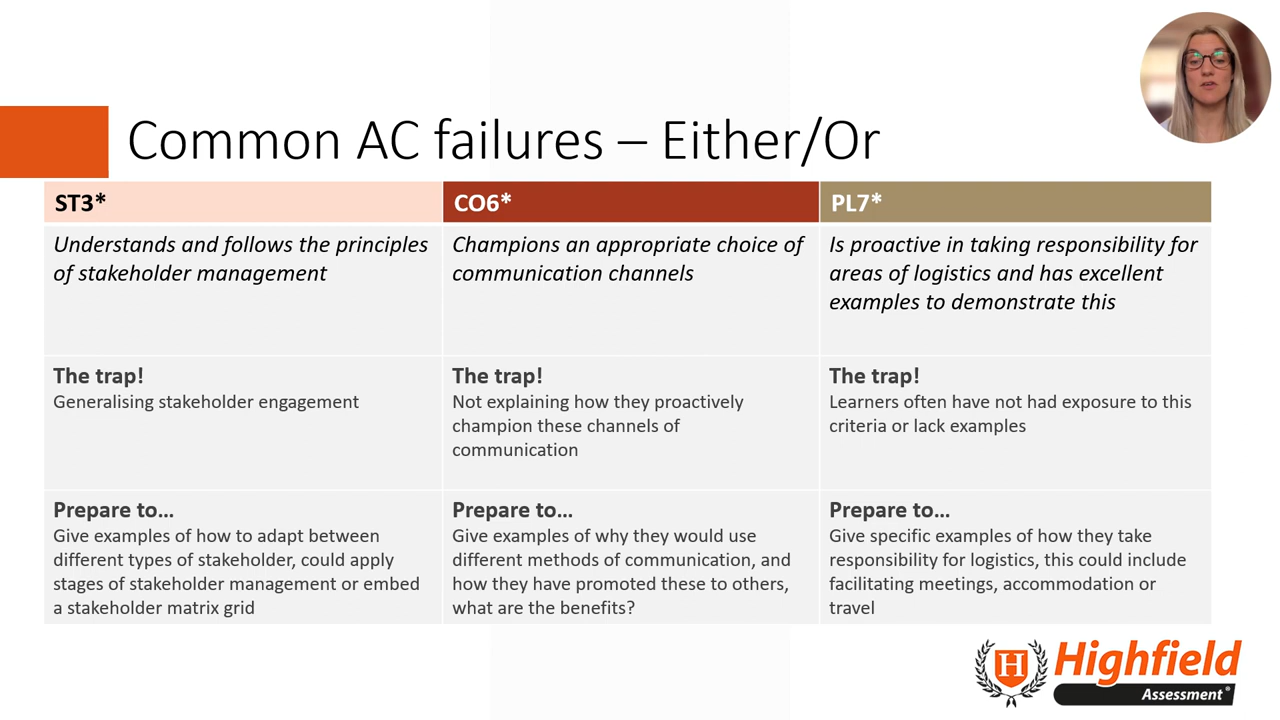 Common AC failures – Either/Or
ST3*
CO6*
PL7*
Understands and follows the principles
of stakeholder management
Champions an appropriate choice of
communication channels
Is proactive in taking responsibility for
areas of logistics and has excellent
examples to demonstrate this
The trap!
Generalising stakeholder engagement
The trap!
Not explaining how they proactively
champion these channels of
communication
The trap!
Learners often have not had exposure to this
criteria or lack examples
Prepare to…
Give examples of how to adapt between
different types of stakeholder, could apply
stages of stakeholder management or embed
a stakeholder matrix grid
Prepare to…
Give examples of why they would use
different methods of communication, and
how they have promoted these to others,
what are the benefits?
Prepare to…
Give specific examples of how they take
responsibility for logistics, this could include
facilitating meetings, accommodation or
travel
H
Highfield
Assessment®